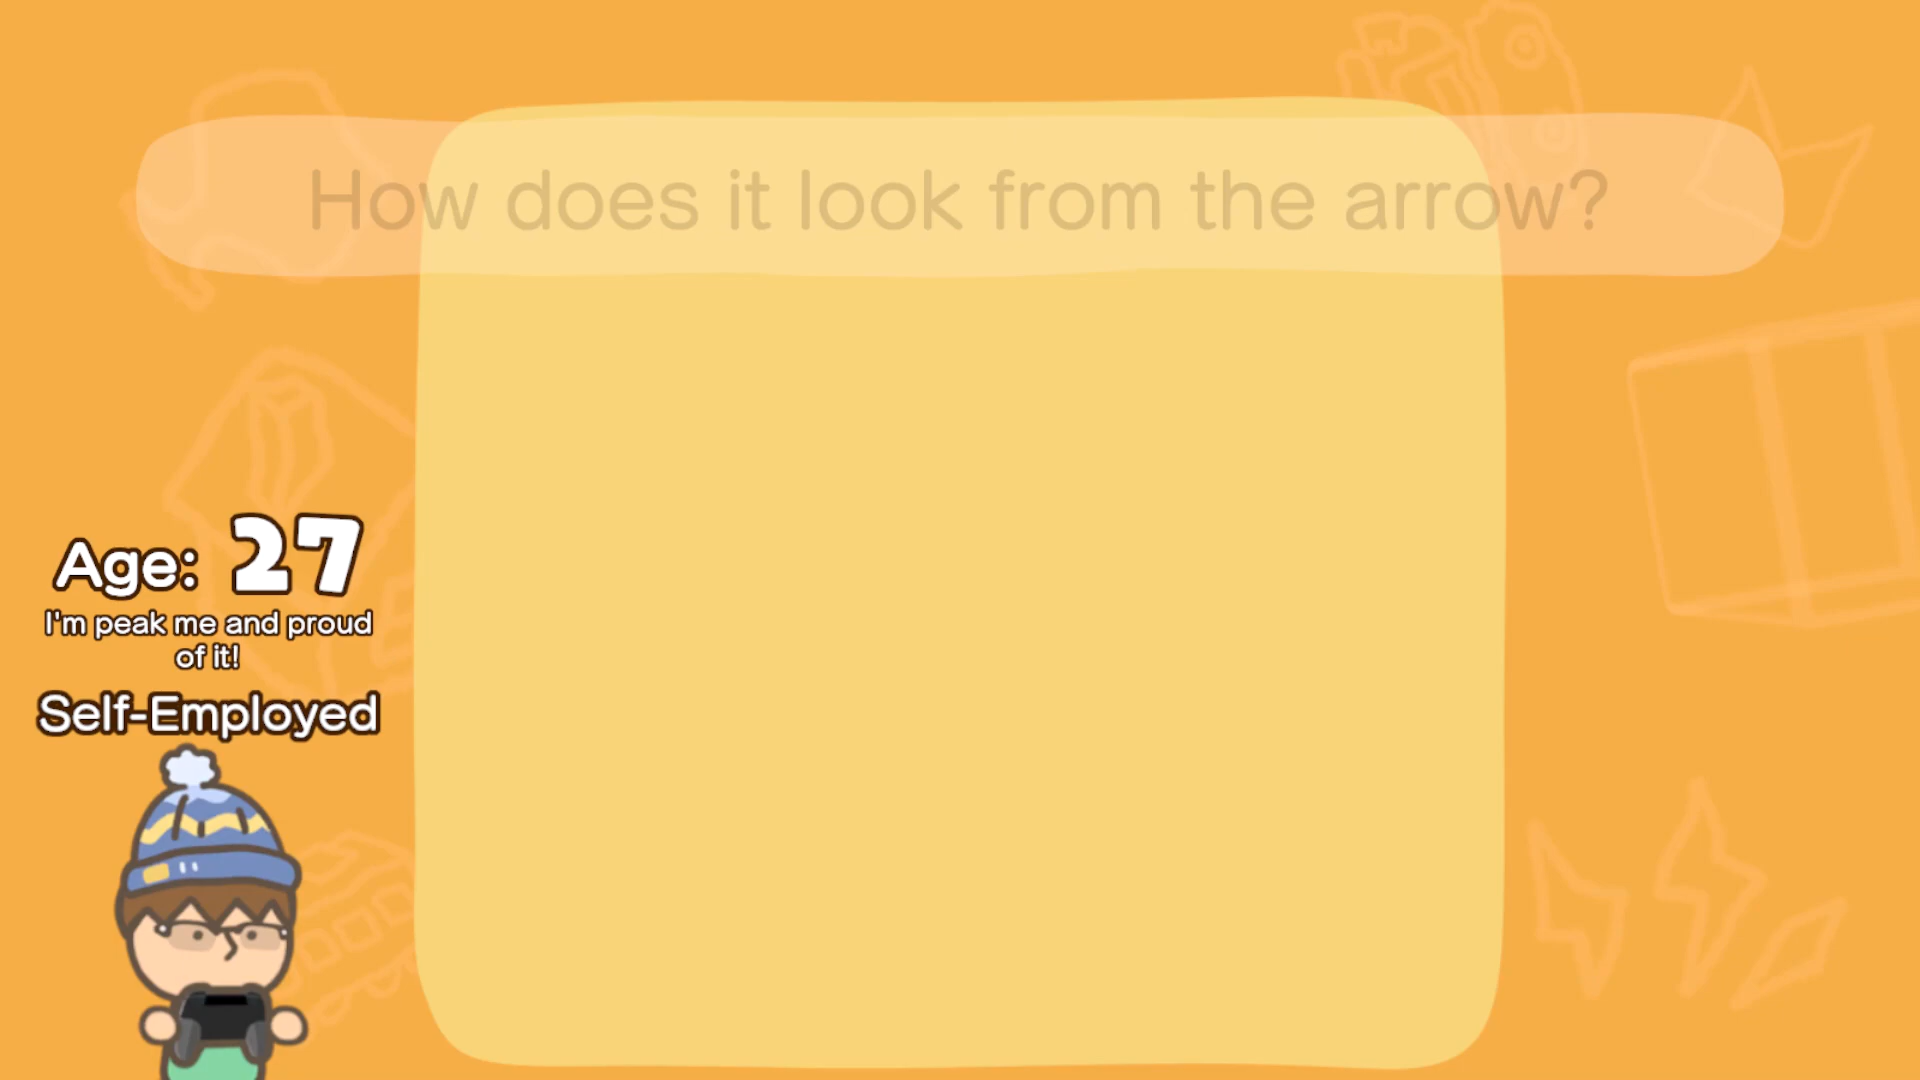 How does it look from the arrow?
Age: 27
I'm peak me and proud
of it!
Self-Employed